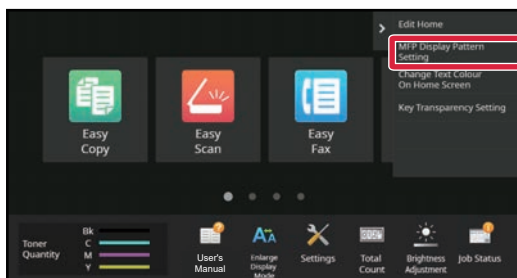 Edit Home
MFP Display Pattern
Setting
Change Text Colour
On Home Screen
Key Transparency Setting
Easy
Copy
Easy
Scan
Easy
Fax
Toner
Quantity
Bk
C
M
Y
User's
Manual
Enlarge
Display
Mode
Settings
Total
Count
Brightness
Adjustment
Job Status